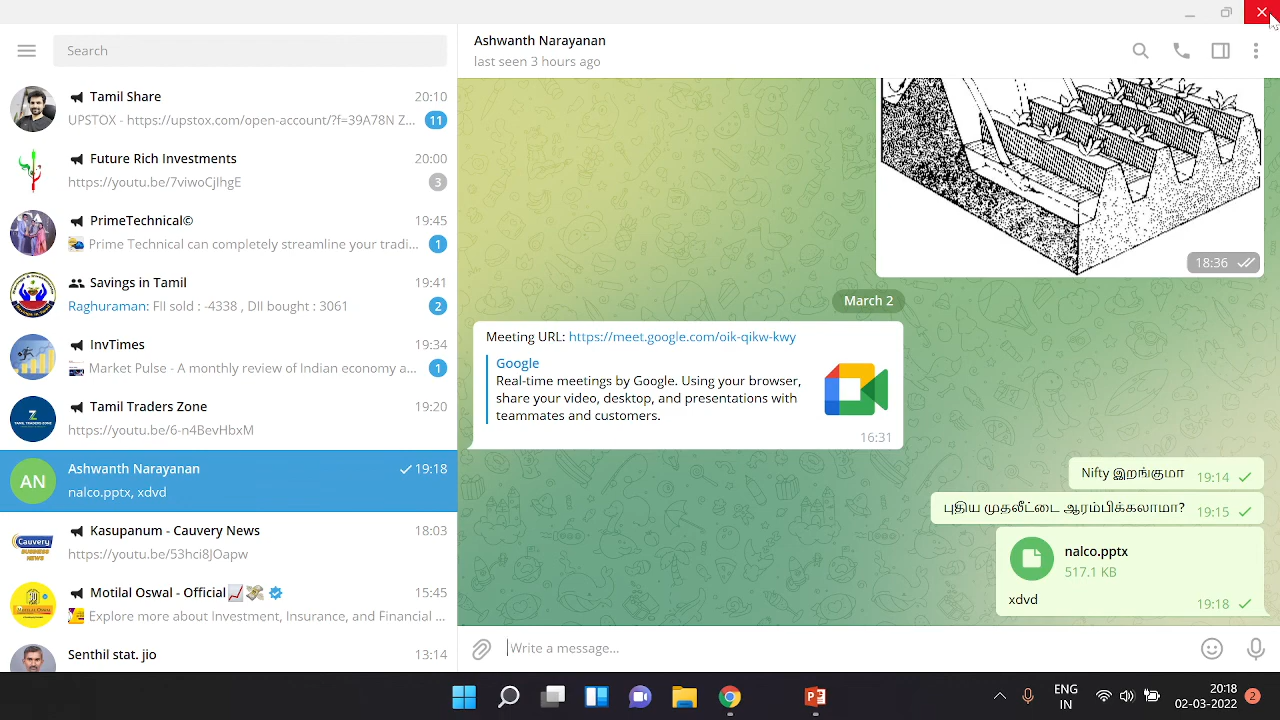 Search
Tamil Share 20:10
UPSTOX - https://upstox.com/open-account/?f=39A78N Z... 11
Future Rich Investments 20:00
https://youtu.be/7viwoCjIhgE 3
PrimeTechnical© 19:45
Prime Technical can completely streamline your tradi... 1
Savings in Tamil 19:41
Raghuraman: FII sold : -4338 , DII bought : 3061 2
InvTimes 19:34
Market Pulse - A monthly review of Indian economy a... 1
Tamil Traders Zone 19:20
https://youtu.be/6-n4BevHbxM
AN
Ashwanth Narayanan 19:18
nalco.pptx, xdvd
Kasupanum - Cauvery News 18:03
https://youtu.be/53hci8JOapw
Motilal Oswal - Official 15:45
Explore more about Investment, Insurance, and Financial ...
Senthil stat. jio 13:14
Ashwanth Narayanan
last seen 3 hours ago
18:36
March 2
Meeting URL: https://meet.google.com/oik-qikw-kwy
Google
Real-time meetings by Google. Using your browser,
share your video, desktop, and presentations with
teammates and customers.
16:31
Nifty இறங்குமா 19:14
புதிய முதலீட்டை ஆரம்பிக்கலாமா? 19:15
nalco.pptx
517.1 KB
xdvd 19:18
Write a message...
ENG
IN
20:18
02-03-2022 2